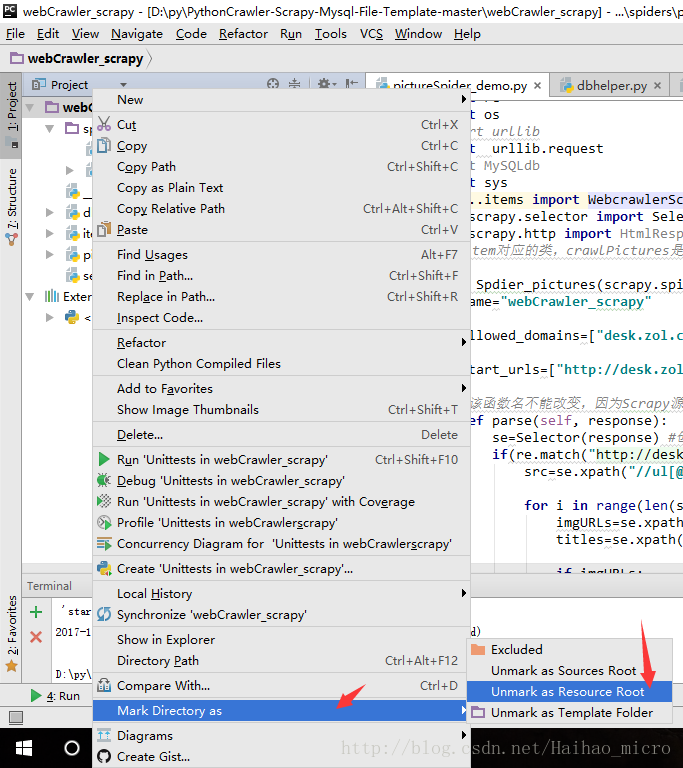 webCrawler_scrapy - [D:\py\PythonCrawler-Scrapy-Mysql-File-Template-master\webCrawler_scrapy] - ...\spiders\p
File Edit View Navigate Code Refactor Run Tools VCS Window Help
webCrawler_scrapy
1: Project
7: Structure
2: Favorites
Project
pictureSpider_demo.py
dbhelper.py
Exter
New
Cut Ctrl+X
Copy Ctrl+C
Copy Path Ctrl+Shift+C
Copy as Plain Text
Copy Relative Path Ctrl+Alt+Shift+C
Paste Ctrl+V
Find Usages Alt+F7
Find in Path... Ctrl+Shift+F
Replace in Path... Ctrl+Shift+R
Inspect Code...
Refactor
Clean Python Compiled Files
Add to Favorites
Show Image Thumbnails Ctrl+Shift+T
Delete... Delete
Run 'Unittests in webCrawler_scrapy' Ctrl+Shift+F10
Debug 'Unittests in webCrawler_scrapy'
Run 'Unittests in webCrawler_scrapy' with Coverage
Profile 'Unittests in webCrawler_scrapy'
Concurrency Diagram for 'Unittests in webCrawler_scrapy'
Create 'Unittests in webCrawler_scrapy'...
Local History
Synchronize 'webCrawler_scrapy'
Show in Explorer
Directory Path Ctrl+Alt+F12
Compare With... Ctrl+D
Mark Directory as
Diagrams
Create Gist...
Excluded
Unmark as Sources Root
Unmark as Resource Root
Unmark as Template Folder
t os
rt urllib
t urllib.request
t MySQLdb
t sys
..items import WebcrawlerSc
scrapy.selector import Sele
scrapy.http import HtmlResp
tem对应的类，crawlPictures是
Spdier_pictures(scrapy.spi
ame="webCrawler_scrapy"
llowed_domains=["desk.zol.c
tart_urls=["http://desk.zol
该函数名不能改变，因为Scrapy源
ef parse(self, response):
se=Selector(response)
if(re.match("http://desk
src=se.xpath("//ul[@
for i in range(len(s
imgURLs=se.xpath
titles=se.xpath(
if imgURLs:
Terminal
'star
2017-1
D:\py\
4: Run
http://blog.csdn.net/Haihao_micro